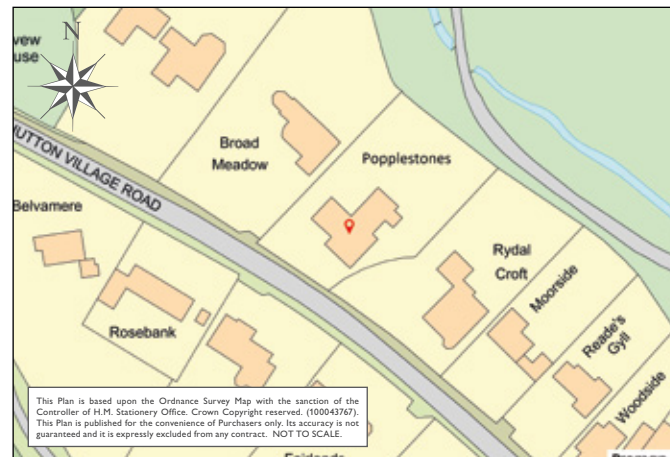 N
Broad
Meadow
Popplestones
HUTTON VILLAGE ROAD
Belvamere
Rydal
Croft
Moorside
Rosebank
Reade's
Gyll
Woodside
This Plan is based upon the Ordnance Survey Map with the sanction of the
Controller of H.M. Stationery Office. Crown Copyright reserved. (100043767).
This Plan is published for the convenience of Purchasers only. Its accuracy is not
guaranteed and it is expressly excluded from any contract. NOT TO SCALE.